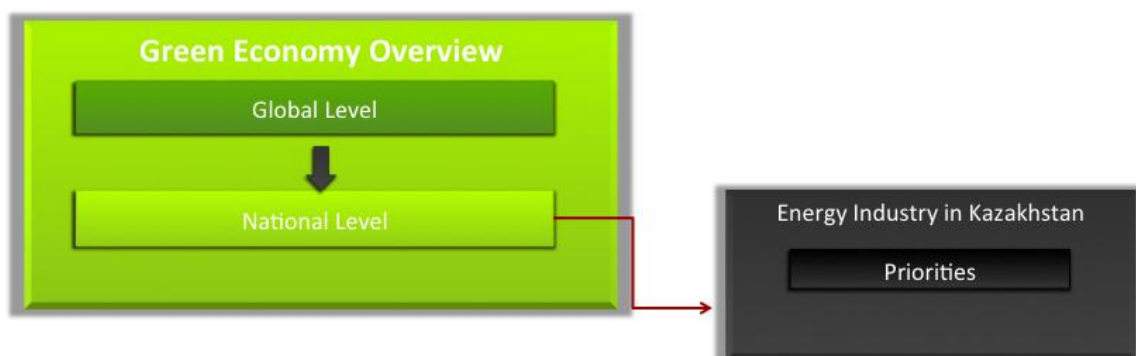 Green Economy Overview
Global Level
National Level
Energy Industry in Kazakhstan
Priorities